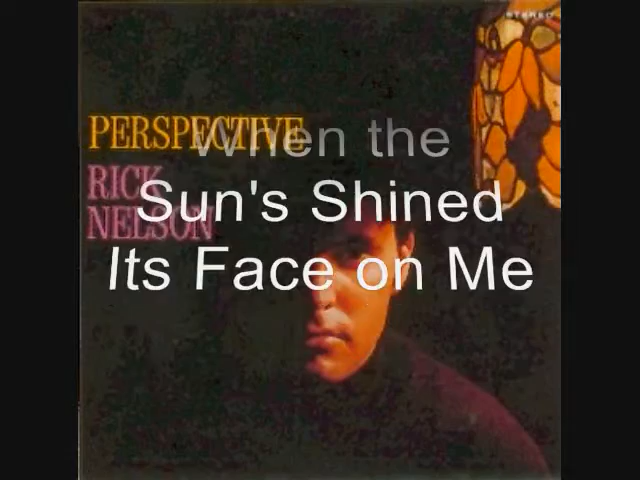 STEREO
PERSPECTIVE
RICK
NELSON
When the
Sun's Shined
Its Face on Me